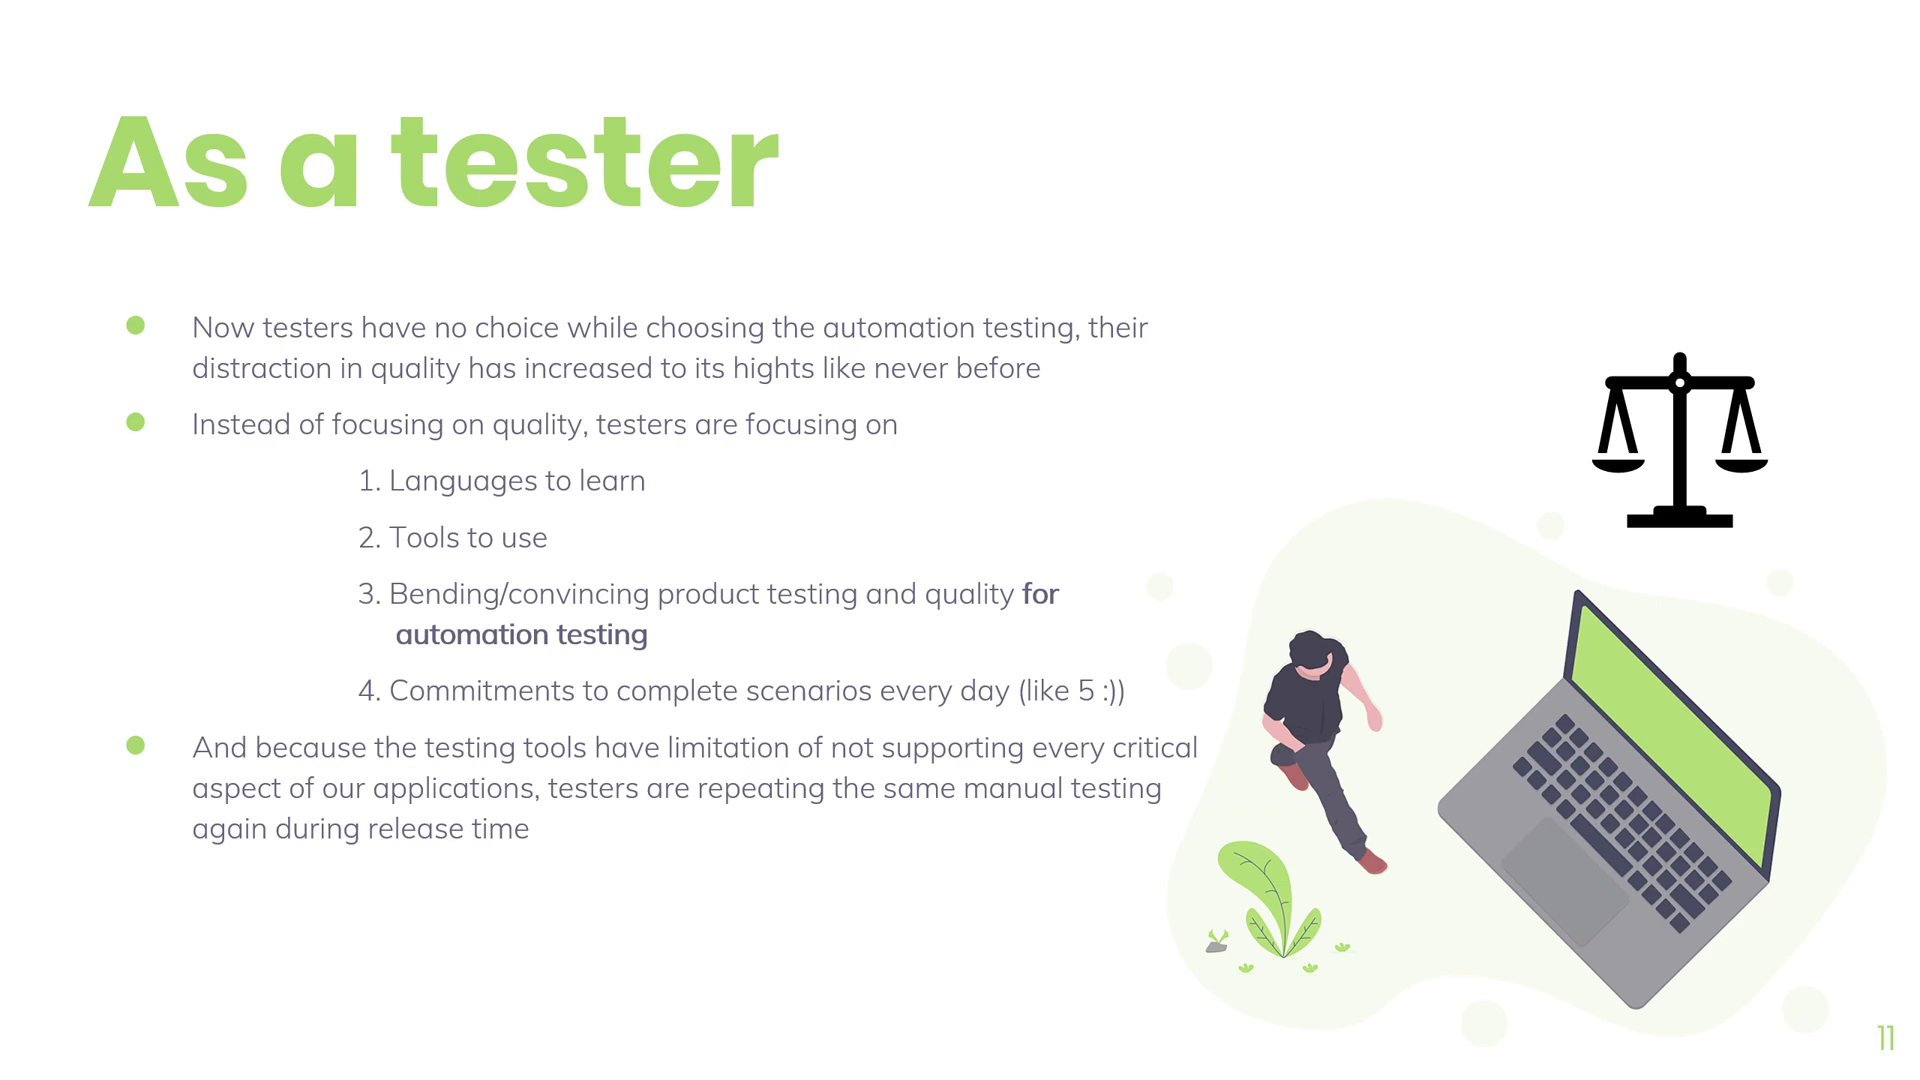 As a tester
Now testers have no choice while choosing the automation testing, their
distraction in quality has increased to its hights like never before
Instead of focusing on quality, testers are focusing on
1. Languages to learn
2. Tools to use
3. Bending/convincing product testing and quality for
automation testing
4. Commitments to complete scenarios every day (like 5 :))
And because the testing tools have limitation of not supporting every critical
aspect of our applications, testers are repeating the same manual testing
again during release time
11